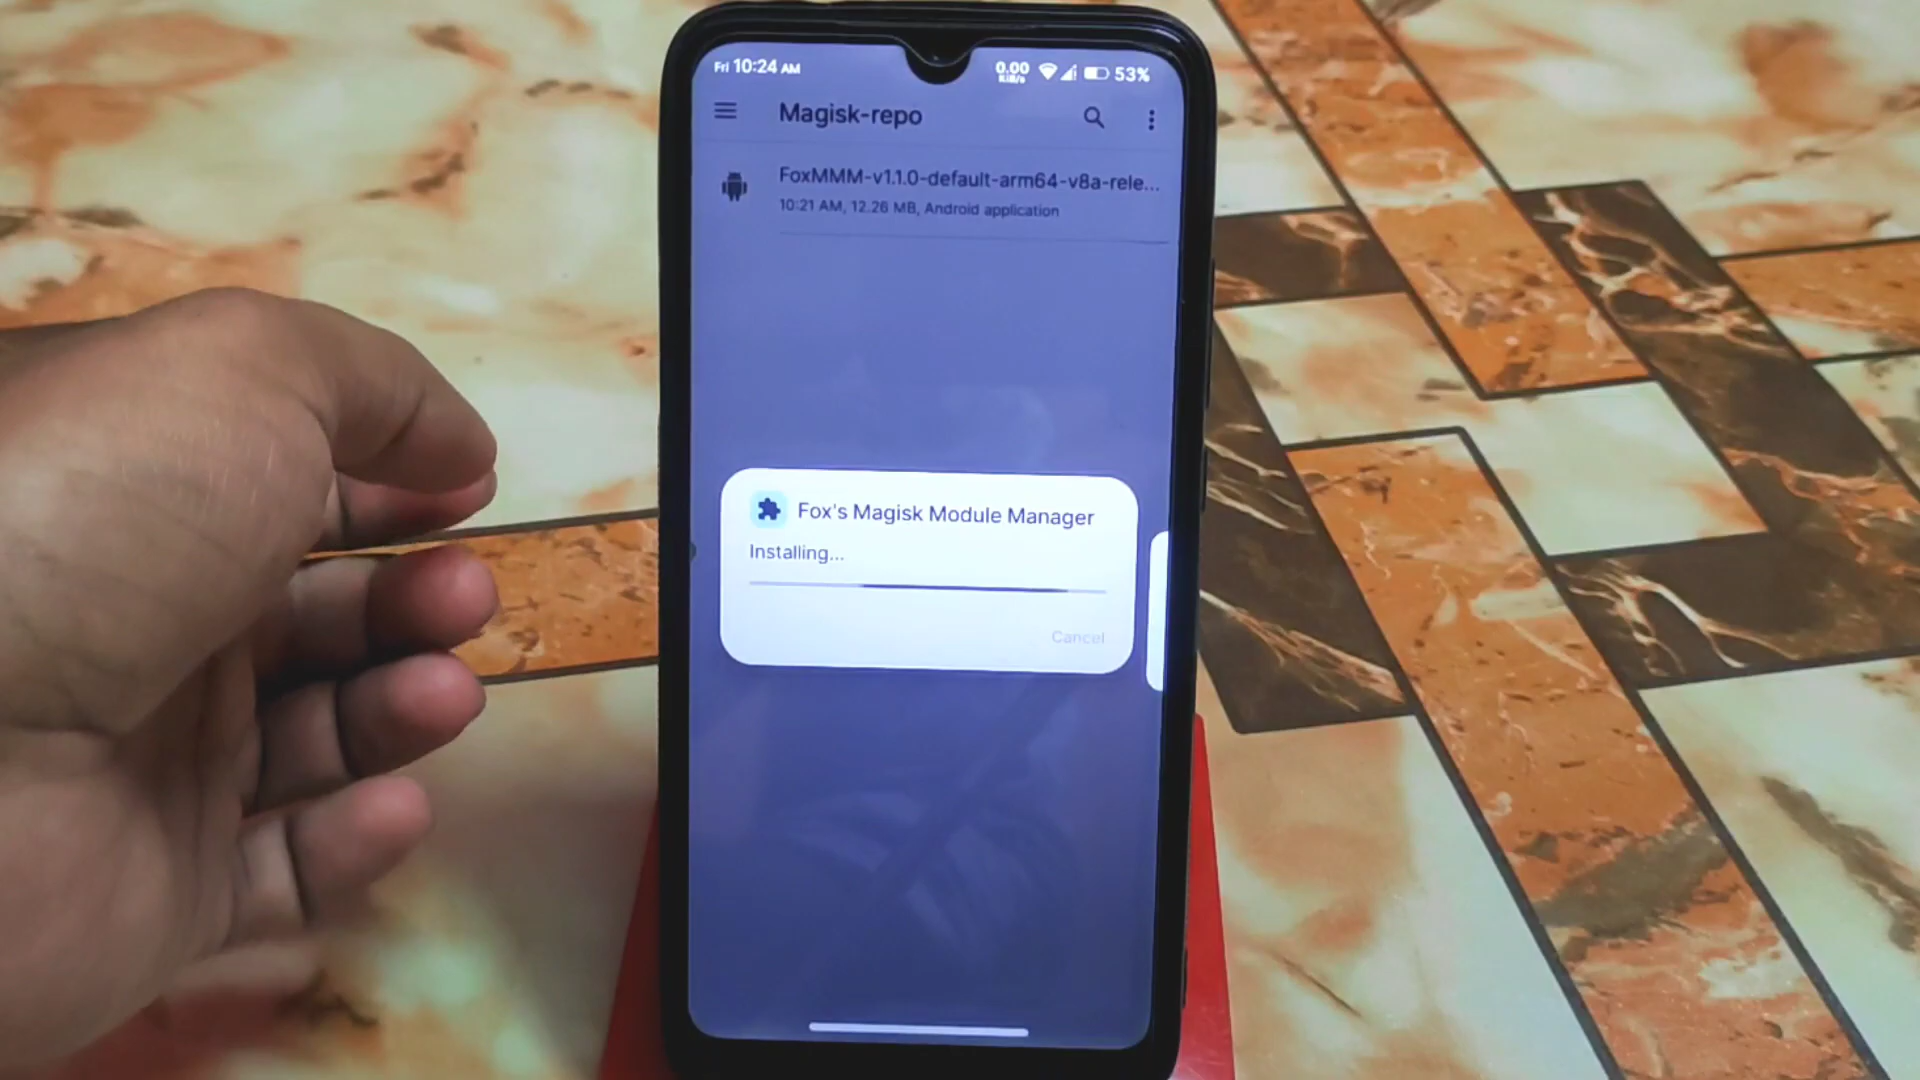 Fri 10:24 AM
0.00
KiB/s
53%
Magisk-repo
FoxMMM-v1.1.0-default-arm64-v8a-rele...
10:21 AM, 12.26 MB, Android application
Fox's Magisk Module Manager
Installing...
Cancel